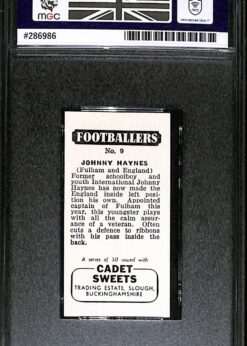 MGC
#286986
FOOTBALLERS
No. 9
JOHNNY HAYNES
(Fulham and England)
Former schoolboy and
youth International Johnny
Haynes has now made the
England inside left posi-
tion his own. Appointed
captain of Fulham this
year, this youngster plays
with all the calm assur-
ance of a veteran. Often
cuts a defence to ribbons
with his pass inside the
back.
A series of 50 issued with
CADET
SWEETS
TRADING ESTATE, SLOUGH,
BUCKINGHAMSHIRE